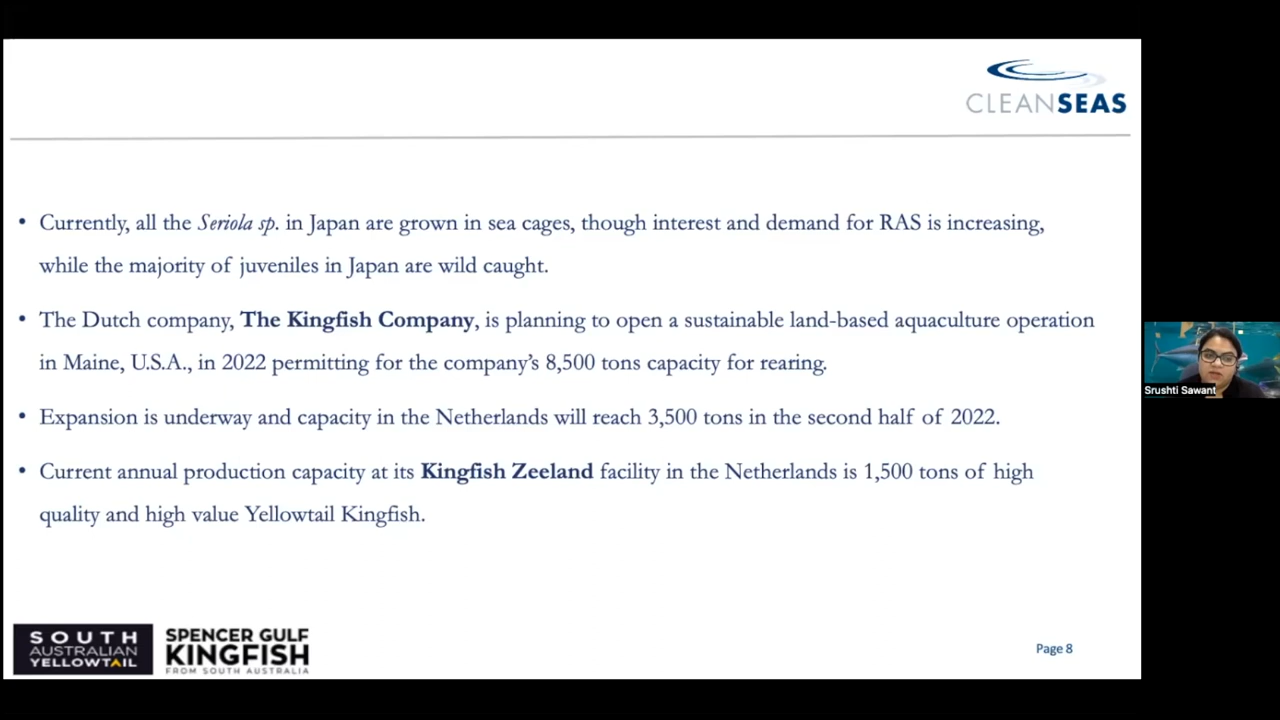 CLEANSEAS
• Currently, all the Seriola sp. in Japan are grown in sea cages, though interest and demand for RAS is increasing,
while the majority of juveniles in Japan are wild caught.
• The Dutch company, The Kingfish Company, is planning to open a sustainable land-based aquaculture operation
in Maine, U.S.A., in 2022 permitting for the company’s 8,500 tons capacity for rearing.
• Expansion is underway and capacity in the Netherlands will reach 3,500 tons in the second half of 2022.
• Current annual production capacity at its Kingfish Zeeland facility in the Netherlands is 1,500 tons of high
quality and high value Yellowtail Kingfish.
Srushti Sawant
SOUTH
AUSTRALIAN
YELLOWTAIL
SPENCER GULF
KINGFISH
FROM SOUTH AUSTRALIA
Page 8